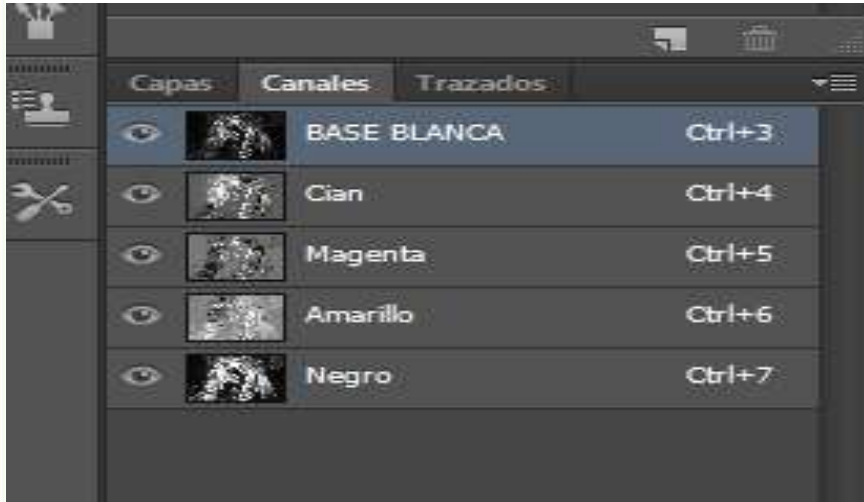 Capas Canales Trazados
BASE BLANCA Ctrl+3
Cian Ctrl+4
Magenta Ctrl+5
Amarillo Ctrl+6
Negro Ctrl+7